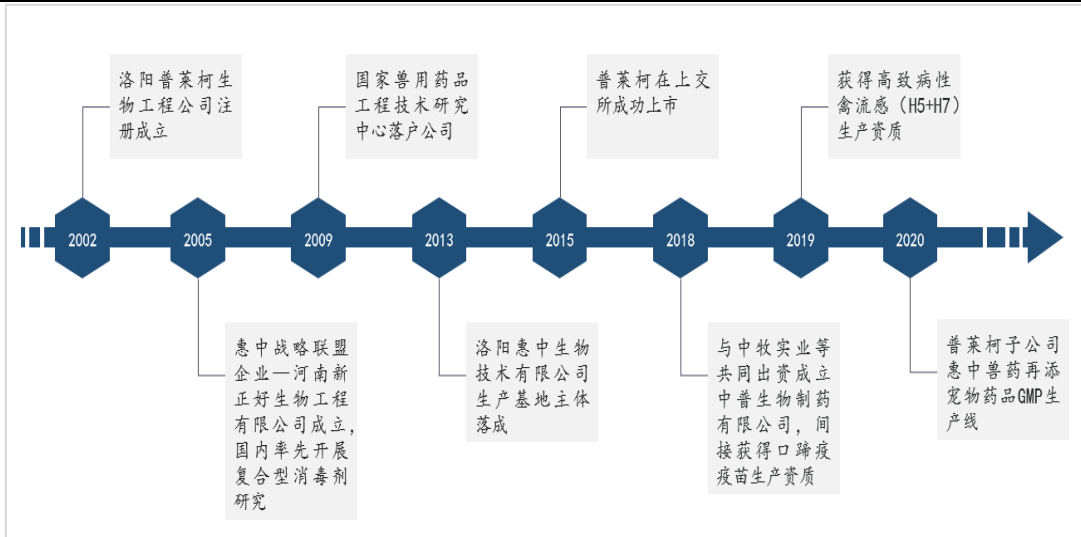 洛阳普莱柯生
物工程公司注
册成立
国家兽用药品
工程技术研究
中心落户公司
普莱柯在上交
所成功上市
获得高致病性
禽流感（H5+H7）
生产资质
2002
2005
2009
2013
2015
2018
2019
2020
惠中战略联盟
企业—河南新
正好生物工程
有限公司成立，
国内率先开展
复合型消毒剂
研究
洛阳惠中生物
技术有限公司
生产基地主体
落成
与中牧实业等
共同出资成立
中普生物制药
有限公司，间
接获得口蹄疫
疫苗生产资质
普莱柯子公司
惠中兽药再添
宠物药品GMP生
产线